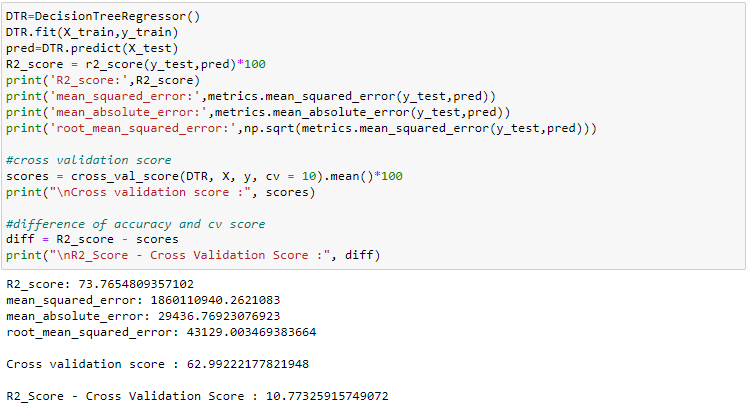 DTR=DecisionTreeRegressor()
DTR.fit(X_train,y_train)
pred=DTR.predict(X_test)
R2_score = r2_score(y_test,pred)*100
print('R2_score:',R2_score)
print('mean_squared_error:',metrics.mean_squared_error(y_test,pred))
print('mean_absolute_error:',metrics.mean_absolute_error(y_test,pred))
print('root_mean_squared_error:',np.sqrt(metrics.mean_squared_error(y_test,pred)))
#cross validation score
scores = cross_val_score(DTR, X, y, cv = 10).mean()*100
print("\nCross validation score :", scores)
#difference of accuracy and cv score
diff = R2_score - scores
print("\nR2_Score - Cross Validation Score :", diff)
R2_score: 73.7654809357102
mean_squared_error: 1860110940.2621083
mean_absolute_error: 29436.76923076923
root_mean_squared_error: 43129.003469383664
Cross validation score : 62.99222177821948
R2_Score - Cross Validation Score : 10.77325915749072